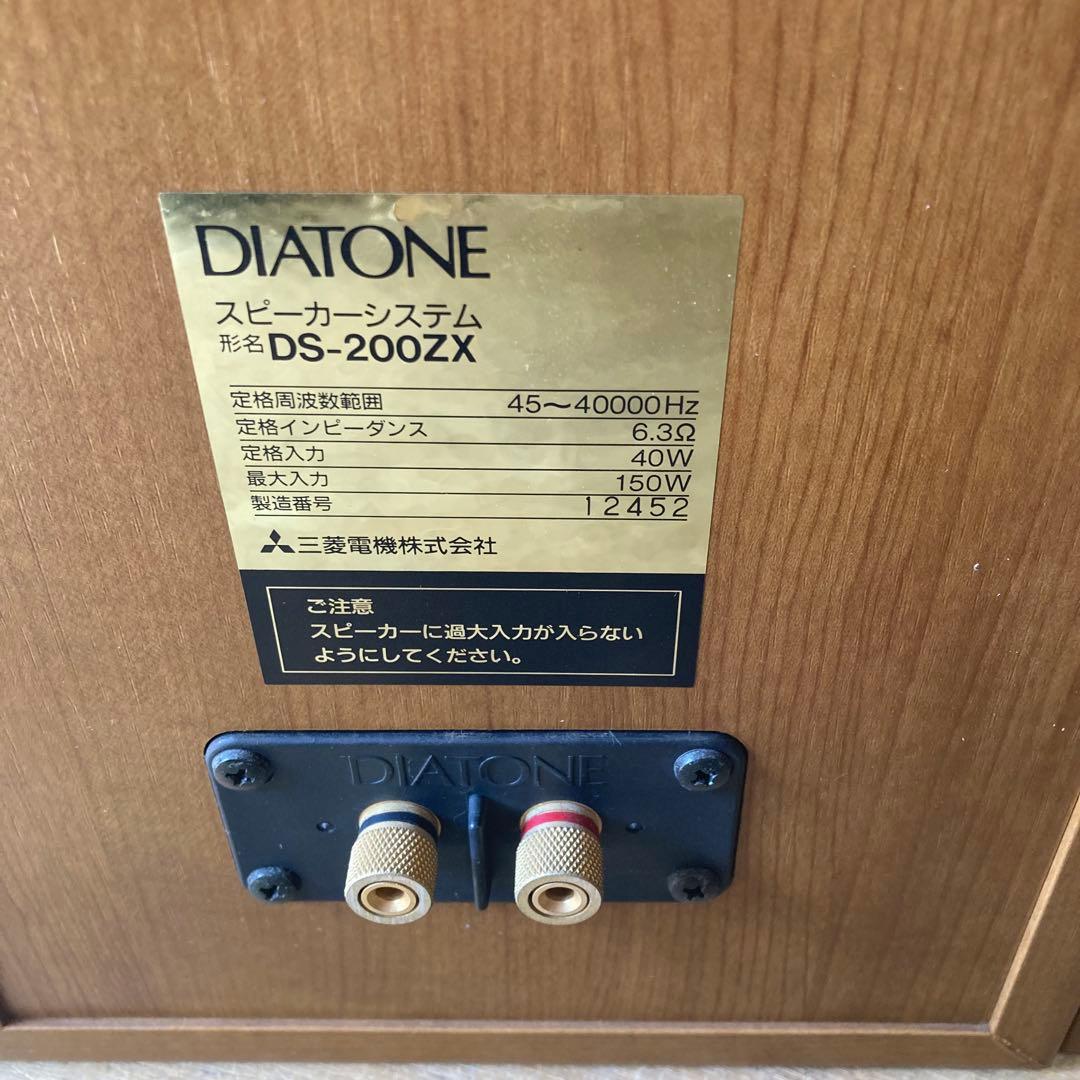 DIATONE
スピーカーシステム
形名 DS-200ZX
定格周波数範囲 45〜40000Hz
定格インピーダンス 6.3Ω
定格入力 40W
最大入力 150W
製造番号 12452
三菱電機株式会社
ご注意
スピーカーに過大入力が入らない
ようにしてください。
DIATONE